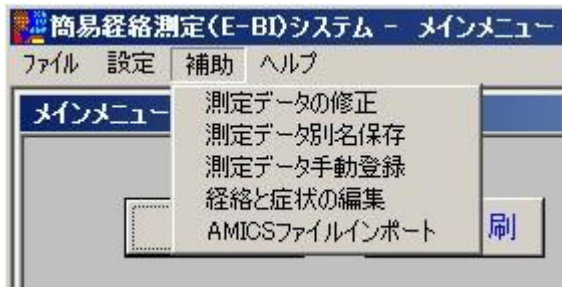 簡易経絡測定(E-BI)システム - メインメニュー
ファイル 設定 補助 ヘルプ
メインメニュー
測定データの修正
測定データ別名保存
測定データ手動登録
経絡と症状の編集
AMICSファイルインポート
刷